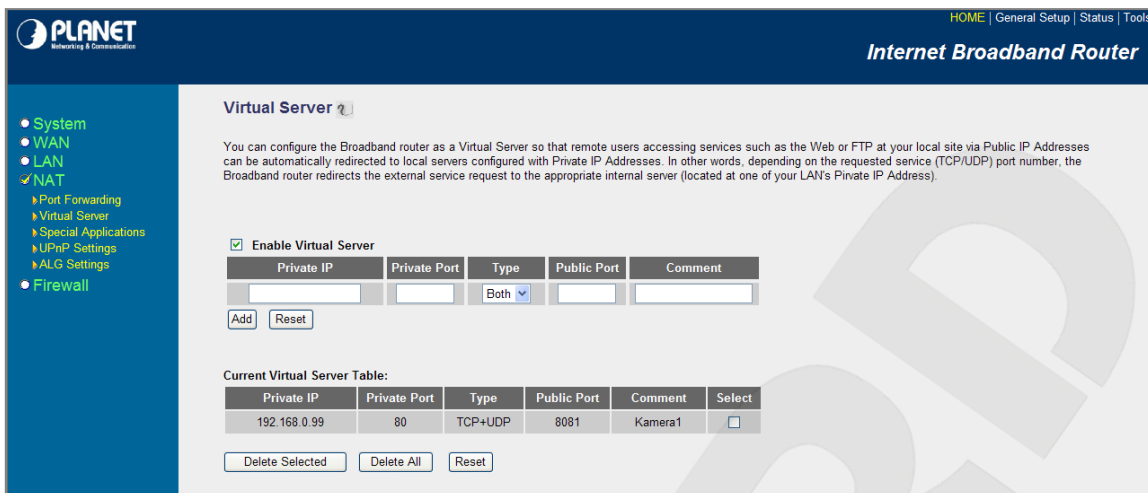 PLANET
Networking & Communication
HOME | General Setup | Status | Tools
Internet Broadband Router
System
WAN
LAN
NAT
Port Forwarding
Virtual Server
Special Applications
UPnP Settings
ALG Settings
Firewall
Virtual Server
You can configure the Broadband router as a Virtual Server so that remote users accessing services such as the Web or FTP at your local site via Public IP Addresses
can be automatically redirected to local servers configured with Private IP Addresses. In other words, depending on the requested service (TCP/UDP) port number, the
Broadband router redirects the external service request to the appropriate internal server (located at one of your LAN's Pirvate IP Address).
Enable Virtual Server
Private IP Private Port Type Public Port Comment
Both
Add Reset
Current Virtual Server Table:
Private IP Private Port Type Public Port Comment Select
192.168.0.99 80 TCP+UDP 8081 Kamera1
Delete Selected Delete All Reset